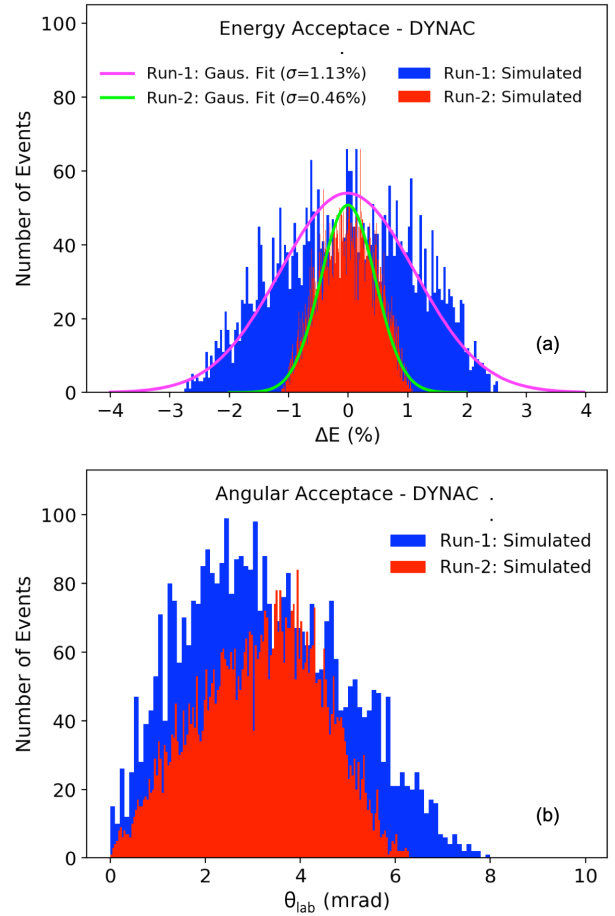 Energy Acceptace - DYNAC
Run-1: Gaus. Fit (σ=1.13%)
Run-2: Gaus. Fit (σ=0.46%)
Run-1: Simulated
Run-2: Simulated
100
80
60
40
20
0
Number of Events
(a)
−4 −3 −2 −1 0 1 2 3 4
ΔE (%)
Angular Acceptace - DYNAC
Run-1: Simulated
Run-2: Simulated
100
80
60
40
20
0
Number of Events
(b)
0 2 4 6 8 10
θlab (mrad)